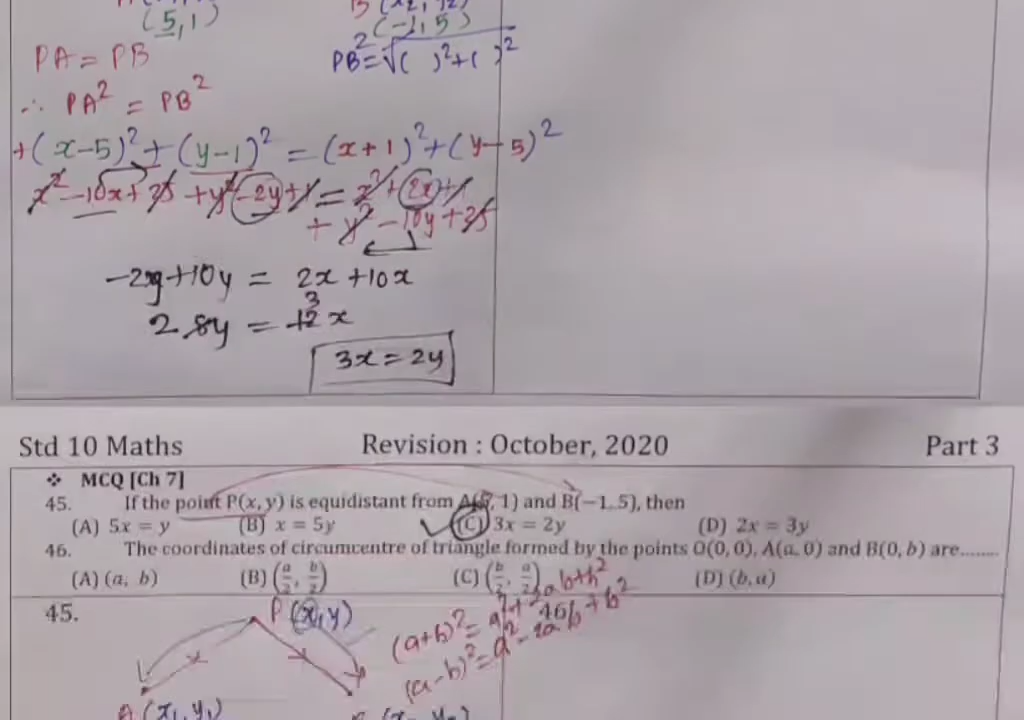 (5,1)
B (x2, y2)
(-1, 5)
PA = PB
PB² = √( )²+( )²
∴ PA² = PB²
+(x-5)² + (y-1)² = (x+1)² + (y-5)²
x² -10x + 25 + y² -2y + 1 = x² + 2x + 1
+ y² - 10y + 25
-2y + 10y = 2x + 10x
2 8y = 12 3 x
3x = 2y
Std 10 Maths Revision : October, 2020 Part 3
❖ MCQ [Ch 7]
45. If the point P(x, y) is equidistant from A(5, 1) and B(−1, 5), then
(A) 5x = y (B) x = 5y (C) 3x = 2y (D) 2x = 3y
46. The coordinates of circumcentre of triangle formed by the points O(0, 0), A(a, 0) and B(0, b) are........
(A) (a, b) (B) (a/2, b/2) (C) (b/2, a/2) (D) (b, a)
45. P (x, y) 46.
(a+b)² = a² + 2ab + b²
(a-b)² = a² - 2ab + b²
A (x₁, y₁)